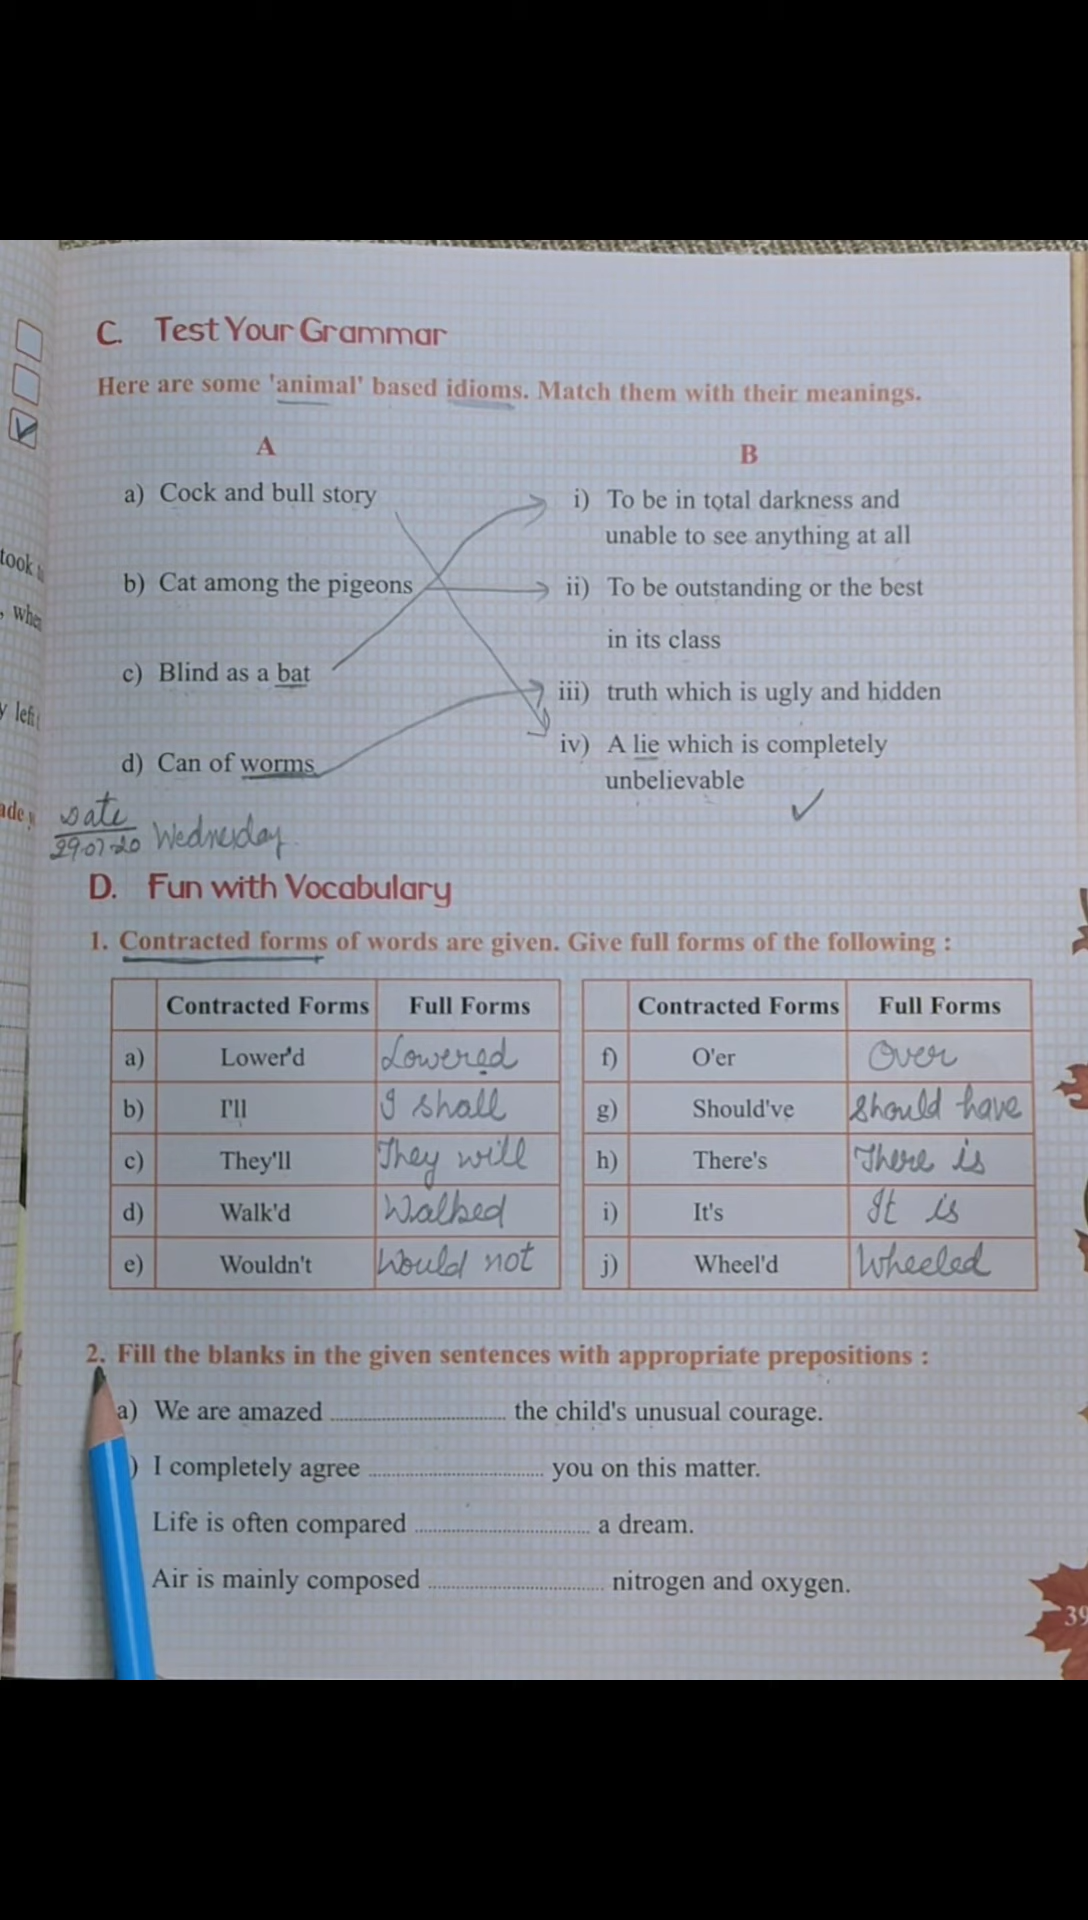 C. Test Your Grammar
Here are some 'animal' based idioms. Match them with their meanings.
A
B
a) Cock and bull story
i) To be in total darkness and
unable to see anything at all
b) Cat among the pigeons
ii) To be outstanding or the best
in its class
c) Blind as a bat
iii) truth which is ugly and hidden
d) Can of worms
iv) A lie which is completely
unbelievable
took
, when
y left
Date
29.07.20 Wednesday.
D. Fun with Vocabulary
1. Contracted forms of words are given. Give full forms of the following :
Contracted Forms Full Forms Contracted Forms Full Forms
a) Lower'd Lowered f) O'er Over
b) I'll I shall g) Should've Should have
c) They'll They will h) There's There is
d) Walk'd Walked i) It's It is
e) Wouldn't Would not j) Wheel'd Wheeled
2. Fill the blanks in the given sentences with appropriate prepositions :
a) We are amazed .............................. the child's unusual courage.
) I completely agree .............................. you on this matter.
Life is often compared .............................. a dream.
Air is mainly composed .............................. nitrogen and oxygen.
39